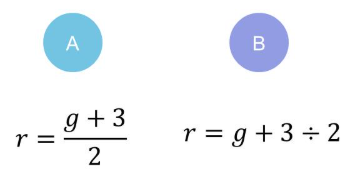 A B
r = (g + 3)/2 r = g + 3 ÷ 2